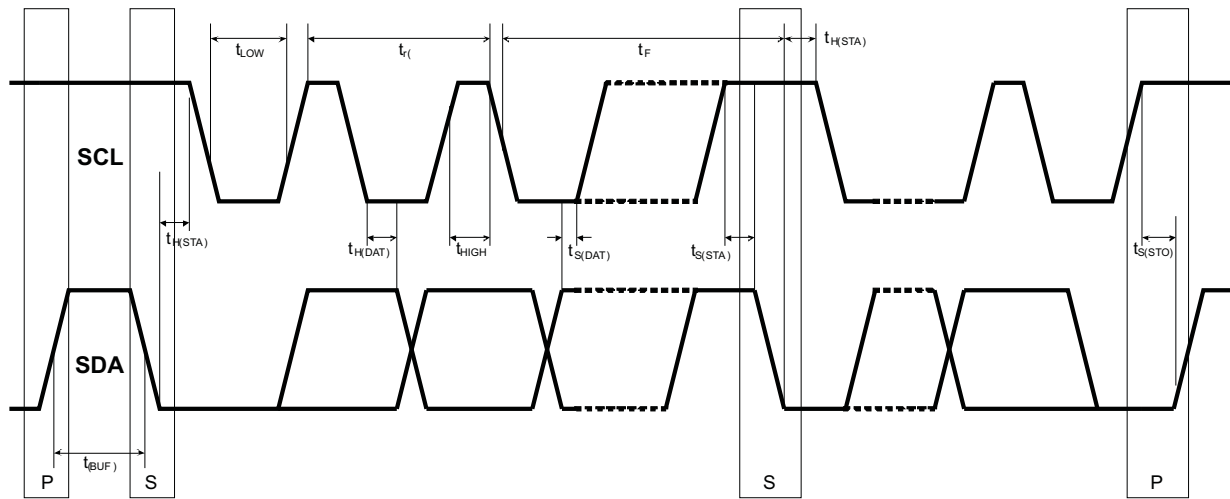 tLOW
tr(
tF
tH(STA)
SCL
tH(STA)
tH(DAT)
tHIGH
tS(DAT)
tS(STA)
tS(STO)
SDA
t(BUF)
P
S
S
P